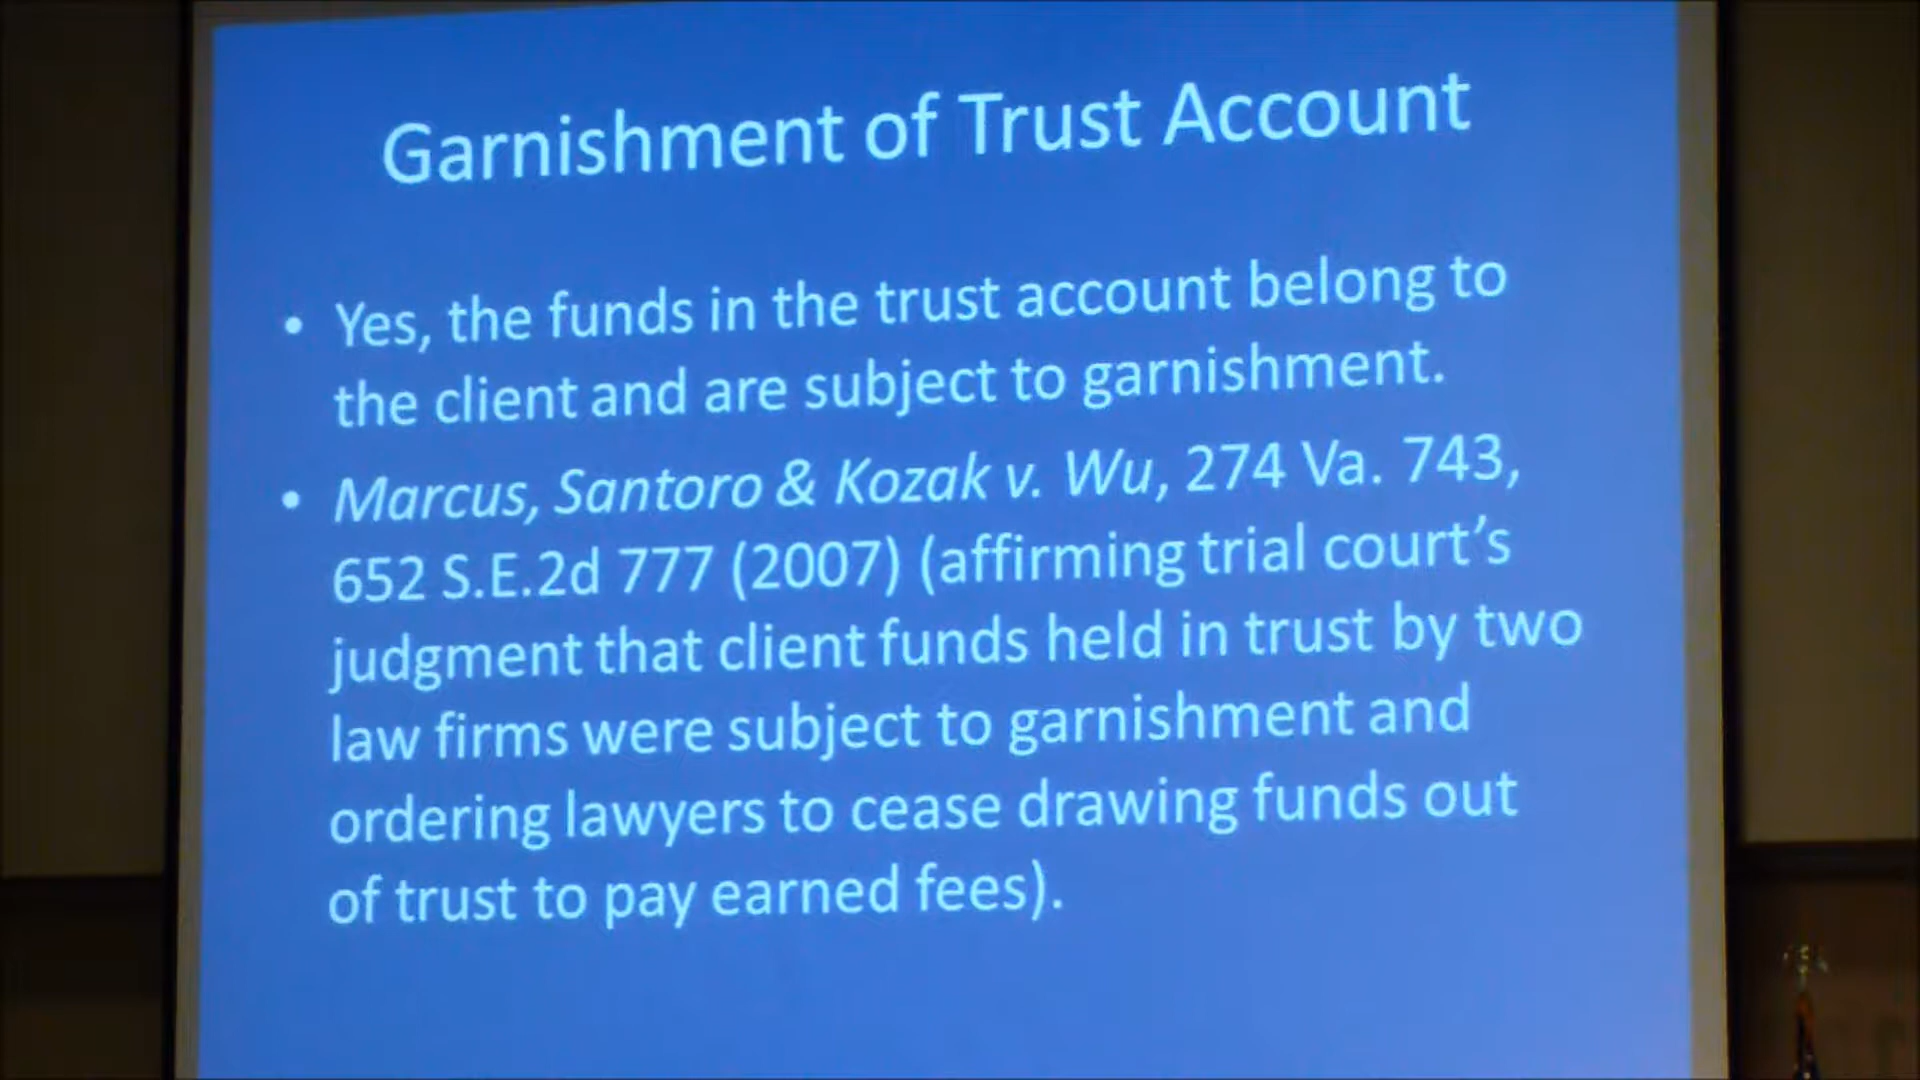 Garnishment of Trust Account
• Yes, the funds in the trust account belong to
the client and are subject to garnishment.
• Marcus, Santoro & Kozak v. Wu, 274 Va. 743,
652 S.E.2d 777 (2007) (affirming trial court’s
judgment that client funds held in trust by two
law firms were subject to garnishment and
ordering lawyers to cease drawing funds out
of trust to pay earned fees).